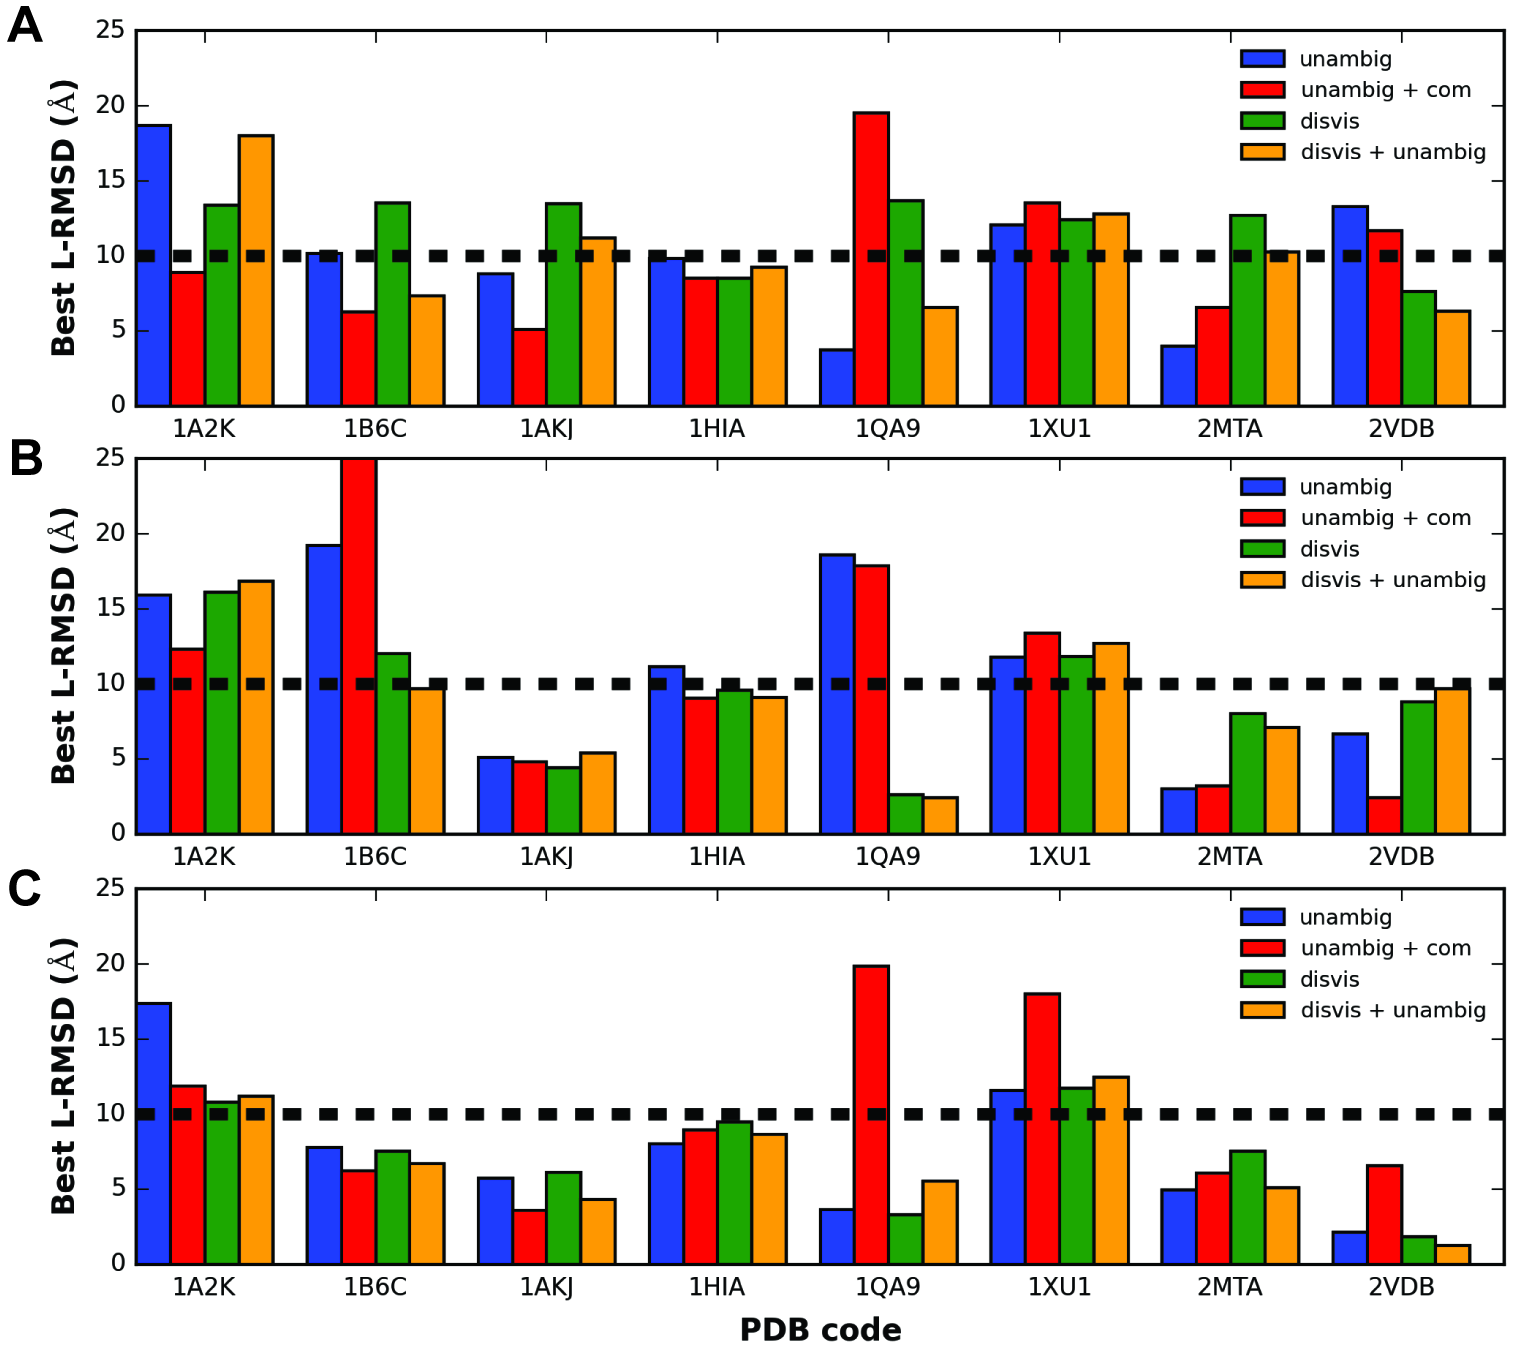 A
Best L-RMSD (Å)
25
20
15
10
5
0
unambig
unambig + com
disvis
disvis + unambig
1A2K 1B6C 1AKJ 1HIA 1QA9 1XU1 2MTA 2VDB
B
Best L-RMSD (Å)
25
20
15
10
5
0
unambig
unambig + com
disvis
disvis + unambig
1A2K 1B6C 1AKJ 1HIA 1QA9 1XU1 2MTA 2VDB
C
Best L-RMSD (Å)
25
20
15
10
5
0
unambig
unambig + com
disvis
disvis + unambig
1A2K 1B6C 1AKJ 1HIA 1QA9 1XU1 2MTA 2VDB
PDB code